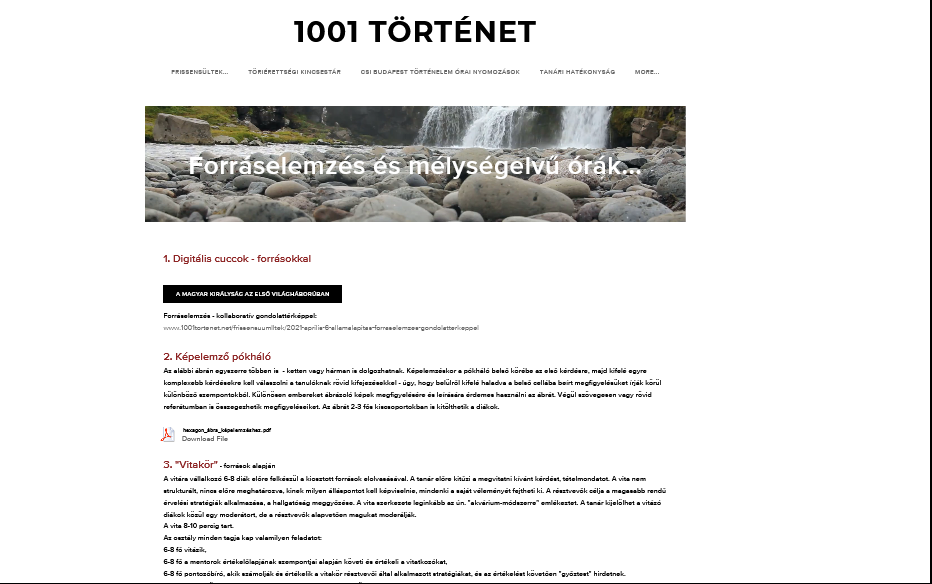 1001 TÖRTÉNET
FRISSENSÜLTEK... TÖRIÉRETTSÉGI KINCSESTÁR CSI BUDAPEST TÖRTÉNELEM ÓRAI NYOMOZÁSOK TANÁRI HATÉKONYSÁG MORE...
Forráselemzés és mélységelvű órák...
1. Digitális cuccok - forrásokkal
A MAGYAR KIRÁLYSÁG AZ ELSŐ VILÁGHÁBORÚBAN
Forráselemzés - kollaboratív gondolattérképpel:
www.1001tortenet.net/frissensuumlltek/2021-aprilis-6-allamalapitas-forraselemzes-gondolatterkeppel
2. Képelemző pókháló
Az alábbi ábrán egyszerre többen is - ketten vagy hárman is dolgozhatnak. Képelemzéskor a pókháló belső körébe az első kérdésre, majd kifelé egyre
komplexebb kérdésekre kell válaszolni a tanulóknak rövid kifejezésekkel - úgy, hogy belülről kifelé haladva a belső cellába beírt megfigyelésüket írják körül
különböző szempontokból. Különösen embereket ábrázoló képek megfigyelésére és leírására érdemes használni az ábrát. Végül szövegesen vagy rövid
referátumban is összegezhetik megfigyeléseiket. Az ábrát 2-3 fős kiscsoportokban is kitölthetik a diákok.
hexagon_ábra_képelemzéshez.pdf
Download File
3. "Vitakör" - források alapján
A vitára vállalkozó 6-8 diák előre felkészül a kiosztott források elolvasásával. A tanár előre kitűzi a megvitatni kívánt kérdést, tételmondatot. A vita nem
strukturált, nincs előre meghatározva, kinek milyen álláspontot kell képviselnie, mindenki a saját véleményét fejtheti ki. A résztvevők célja a magasabb rendű
érvelési stratégiák alkalmazása, a hallgatóság meggyőzése. A vita szerkezete leginkább az ún. "akvárium-módszerre" emlékeztet. A tanár kijelölhet a vitázó
diákok közül egy moderátort, de a résztvevők alapvetően magukat moderálják.
A vita 8-10 percig tart.
Az osztály minden tagja kap valamilyen feladatot:
6-8 fő vitázik,
6-8 fő a mentorok értékelőlapjának szempontjai alapján követi és értékeli a vitatkozókat,
6-8 fő pontozóbíró, akik számolják és értékelik a vitakör résztvevői által alkalmazott stratégiákat, és az értékelést követően "győztest" hirdetnek.